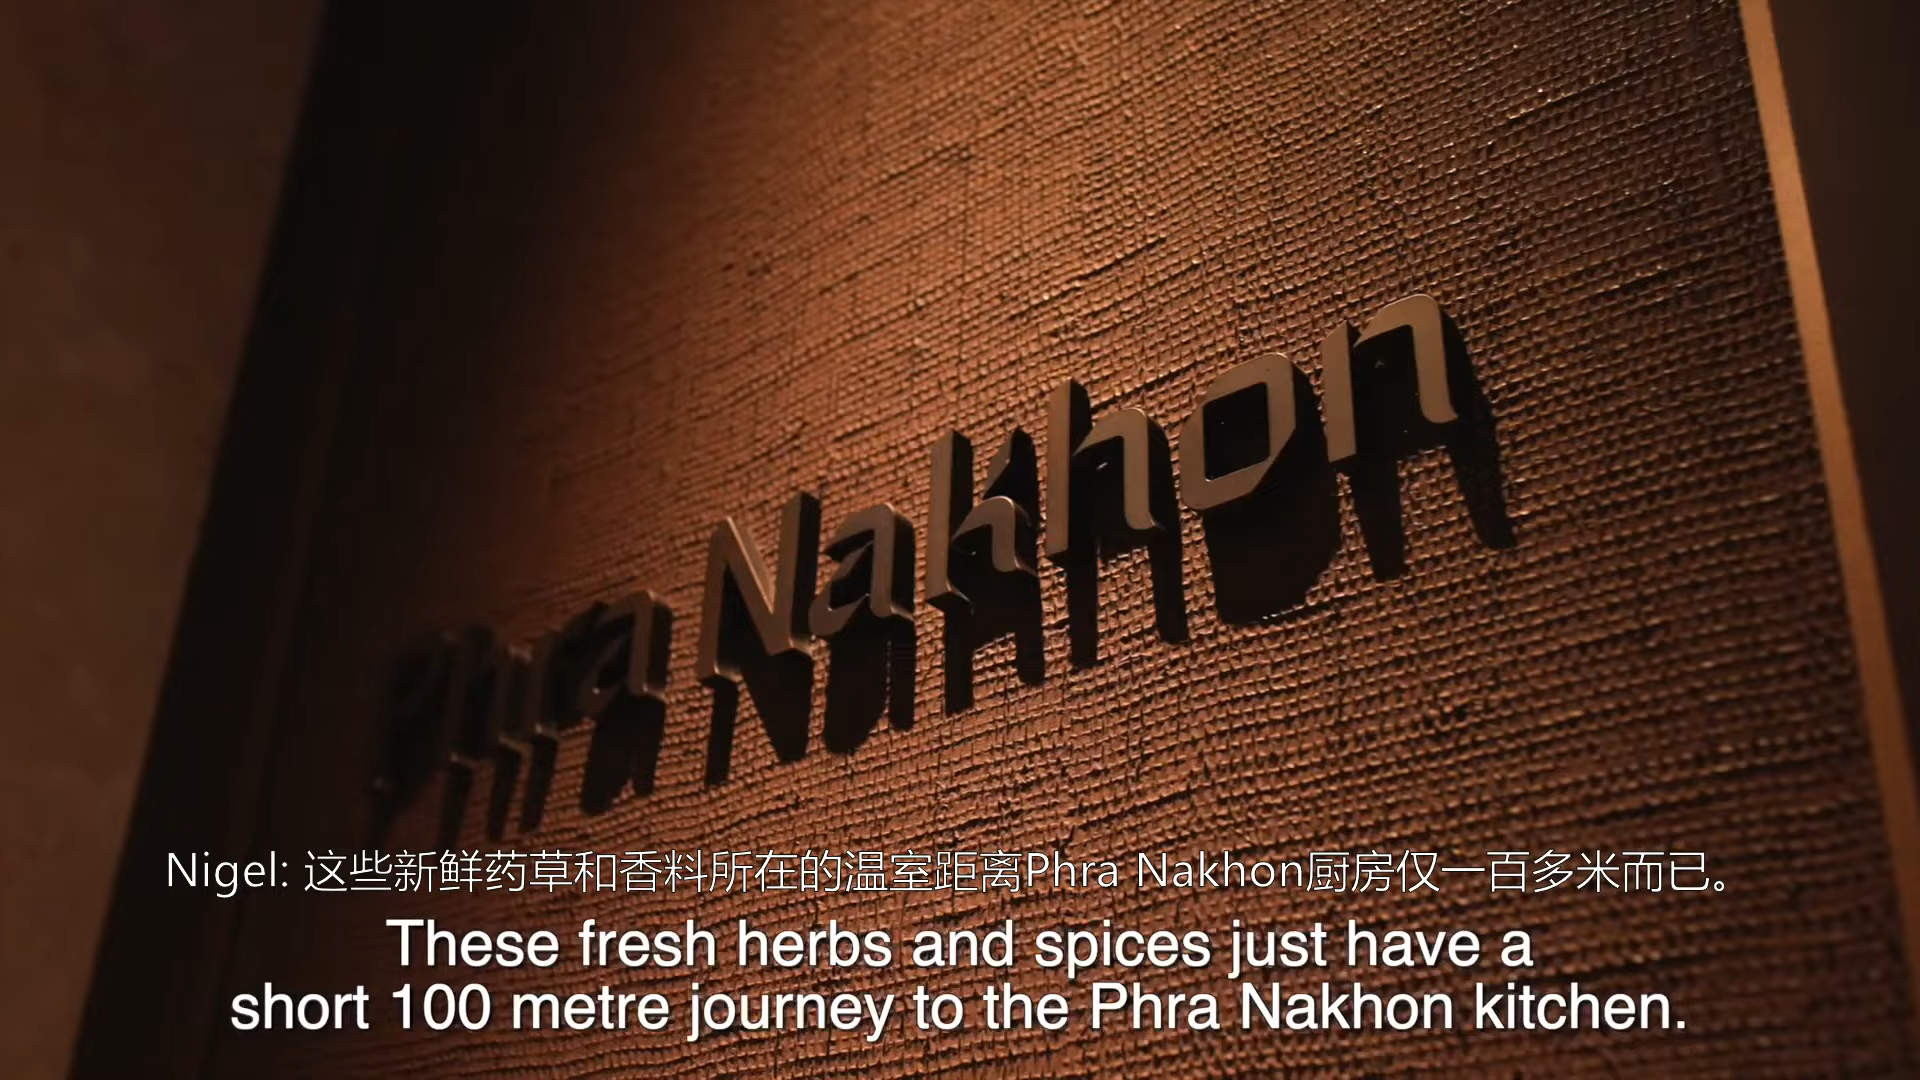 Phra Nakhon
Nigel: 这些新鲜药草和香料所在的温室距离Phra Nakhon厨房仅一百多米而已。
These fresh herbs and spices just have a
short 100 metre journey to the Phra Nakhon kitchen.